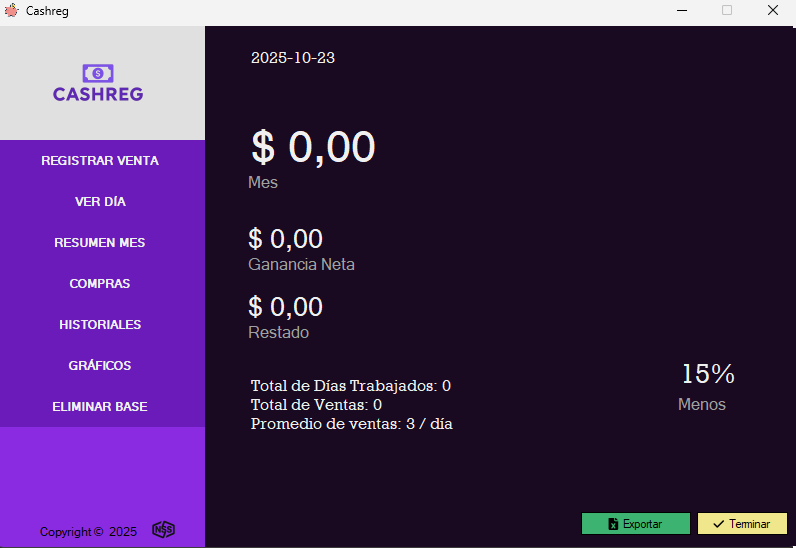 Cashreg
CASHREG
REGISTRAR VENTA
VER DÍA
RESUMEN MES
COMPRAS
HISTORIALES
GRÁFICOS
ELIMINAR BASE
Copyright © 2025
NSS
2025-10-23
$ 0,00
Mes
$ 0,00
Ganancia Neta
$ 0,00
Restado
Total de Días Trabajados: 0
Total de Ventas: 0
Promedio de ventas: 3 / día
15%
Menos
Exportar
Terminar